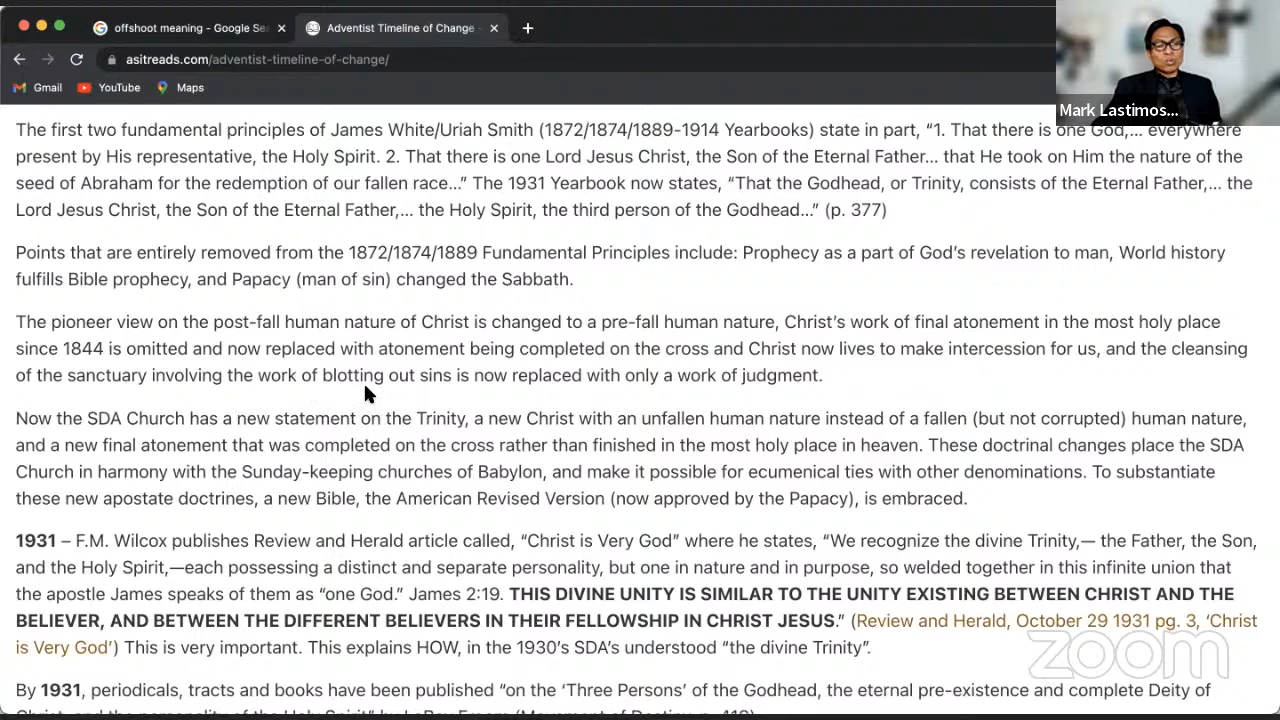 offshoot meaning - Google Se
Adventist Timeline of Change -
asitreads.com/adventist-timeline-of-change/
Gmail YouTube Maps
Mark Lastimos...
The first two fundamental principles of James White/Uriah Smith (1872/1874/1889-1914 Yearbooks) state in part, “1. That there is one God,... everywhere
present by His representative, the Holy Spirit. 2. That there is one Lord Jesus Christ, the Son of the Eternal Father... that He took on Him the nature of the
seed of Abraham for the redemption of our fallen race...” The 1931 Yearbook now states, “That the Godhead, or Trinity, consists of the Eternal Father,... the
Lord Jesus Christ, the Son of the Eternal Father,... the Holy Spirit, the third person of the Godhead...” (p. 377)
Points that are entirely removed from the 1872/1874/1889 Fundamental Principles include: Prophecy as a part of God’s revelation to man, World history
fulfills Bible prophecy, and Papacy (man of sin) changed the Sabbath.
The pioneer view on the post-fall human nature of Christ is changed to a pre-fall human nature, Christ’s work of final atonement in the most holy place
since 1844 is omitted and now replaced with atonement being completed on the cross and Christ now lives to make intercession for us, and the cleansing
of the sanctuary involving the work of blotting out sins is now replaced with only a work of judgment.
Now the SDA Church has a new statement on the Trinity, a new Christ with an unfallen human nature instead of a fallen (but not corrupted) human nature,
and a new final atonement that was completed on the cross rather than finished in the most holy place in heaven. These doctrinal changes place the SDA
Church in harmony with the Sunday-keeping churches of Babylon, and make it possible for ecumenical ties with other denominations. To substantiate
these new apostate doctrines, a new Bible, the American Revised Version (now approved by the Papacy), is embraced.
1931 – F.M. Wilcox publishes Review and Herald article called, “Christ is Very God” where he states, “We recognize the divine Trinity,— the Father, the Son,
and the Holy Spirit,—each possessing a distinct and separate personality, but one in nature and in purpose, so welded together in this infinite union that
the apostle James speaks of them as “one God.” James 2:19. THIS DIVINE UNITY IS SIMILAR TO THE UNITY EXISTING BETWEEN CHRIST AND THE
BELIEVER, AND BETWEEN THE DIFFERENT BELIEVERS IN THEIR FELLOWSHIP IN CHRIST JESUS.” (Review and Herald, October 29 1931 pg. 3, ‘Christ
is Very God’) This is very important. This explains HOW, in the 1930’s SDA’s understood “the divine Trinity”.
zoom
By 1931, periodicals, tracts and books have been published “on the ‘Three Persons’ of the Godhead, the eternal pre-existence and complete Deity of
Christ, and the personality of the Holy Spirit” by LeRoy Froom (Movement of Destiny, p.